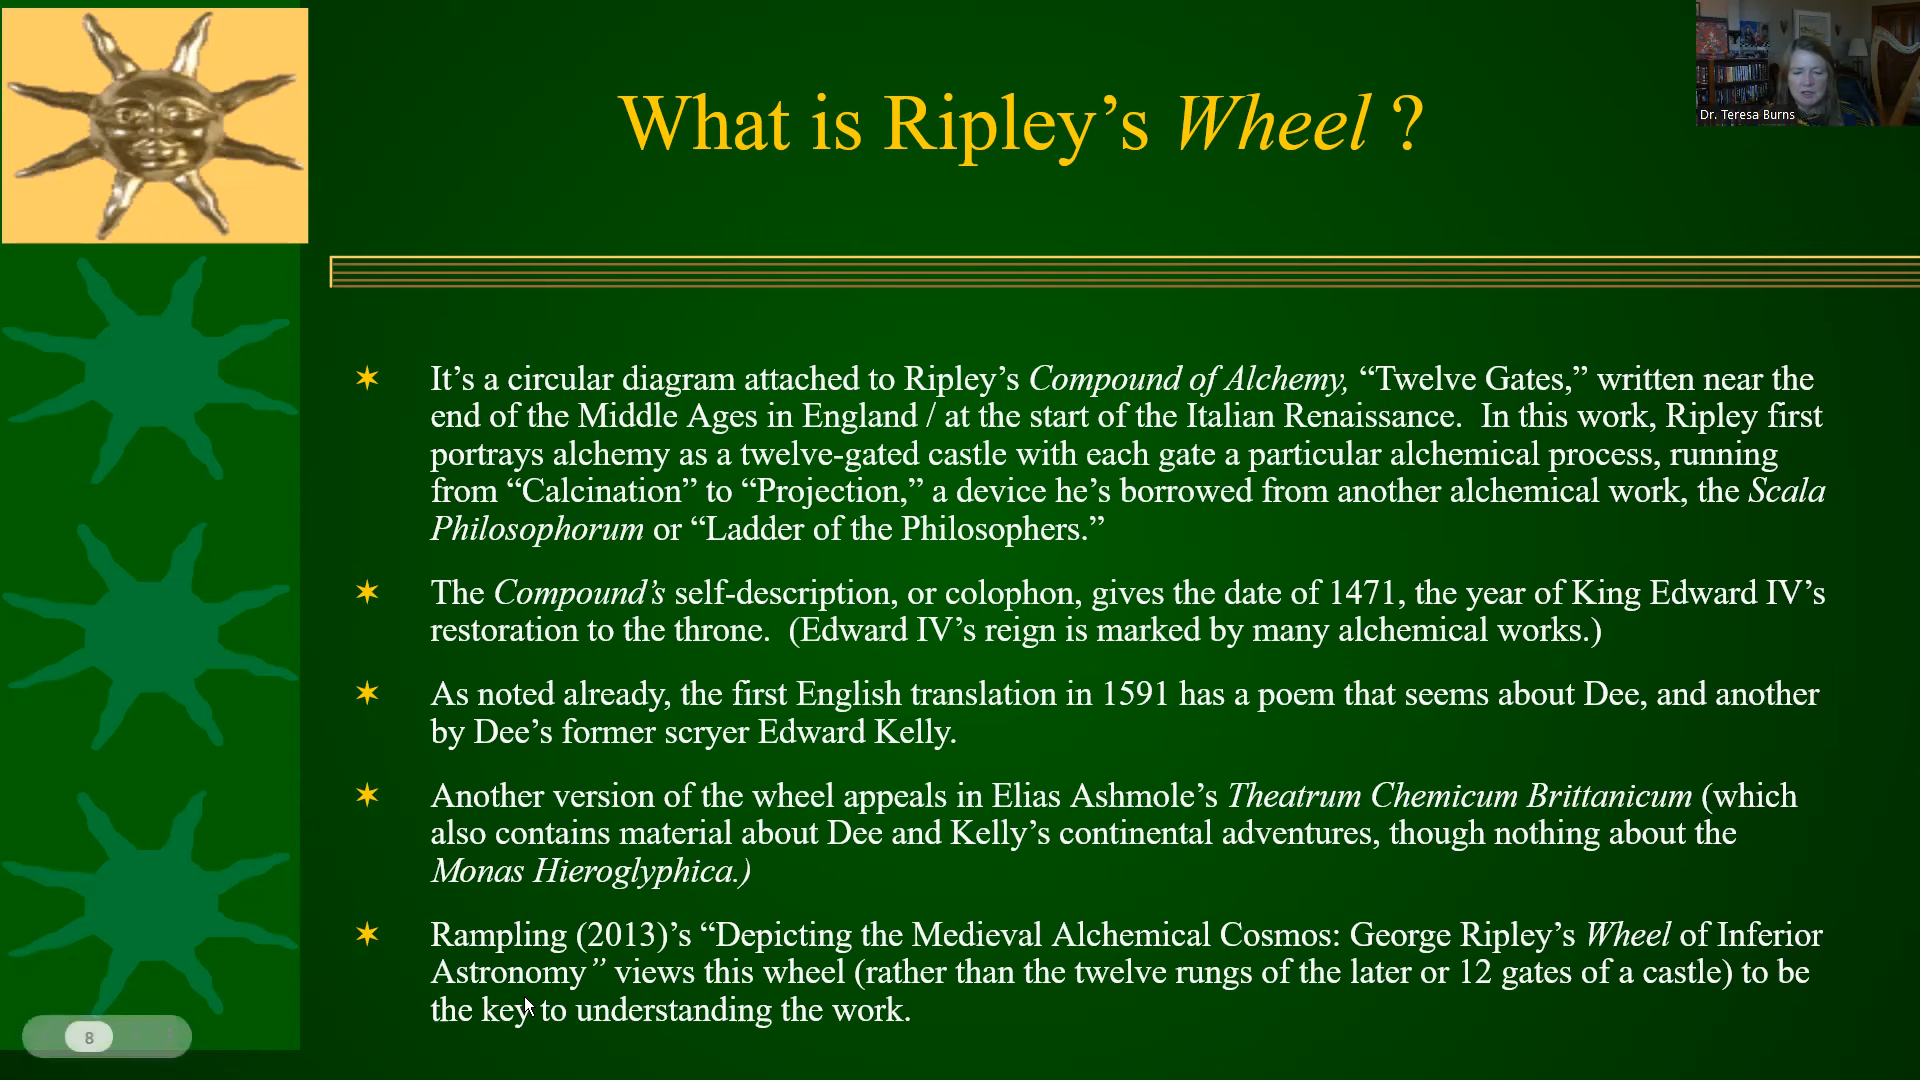 What is Ripley’s Wheel ?
Dr. Teresa Burns
It’s a circular diagram attached to Ripley’s Compound of Alchemy, “Twelve Gates,” written near the
end of the Middle Ages in England / at the start of the Italian Renaissance.  In this work, Ripley first
portrays alchemy as a twelve-gated castle with each gate a particular alchemical process, running
from “Calcination” to “Projection,” a device he’s borrowed from another alchemical work, the Scala
Philosophorum or “Ladder of the Philosophers.”
The Compound’s self-description, or colophon, gives the date of 1471, the year of King Edward IV’s
restoration to the throne.  (Edward IV’s reign is marked by many alchemical works.)
As noted already, the first English translation in 1591 has a poem that seems about Dee, and another
by Dee’s former scryer Edward Kelly.
Another version of the wheel appeals in Elias Ashmole’s Theatrum Chemicum Brittanicum (which
also contains material about Dee and Kelly’s continental adventures, though nothing about the
Monas Hieroglyphica.)
Rampling (2013)’s “Depicting the Medieval Alchemical Cosmos: George Ripley’s Wheel of Inferior
Astronomy” views this wheel (rather than the twelve rungs of the later or 12 gates of a castle) to be
the key to understanding the work.
8